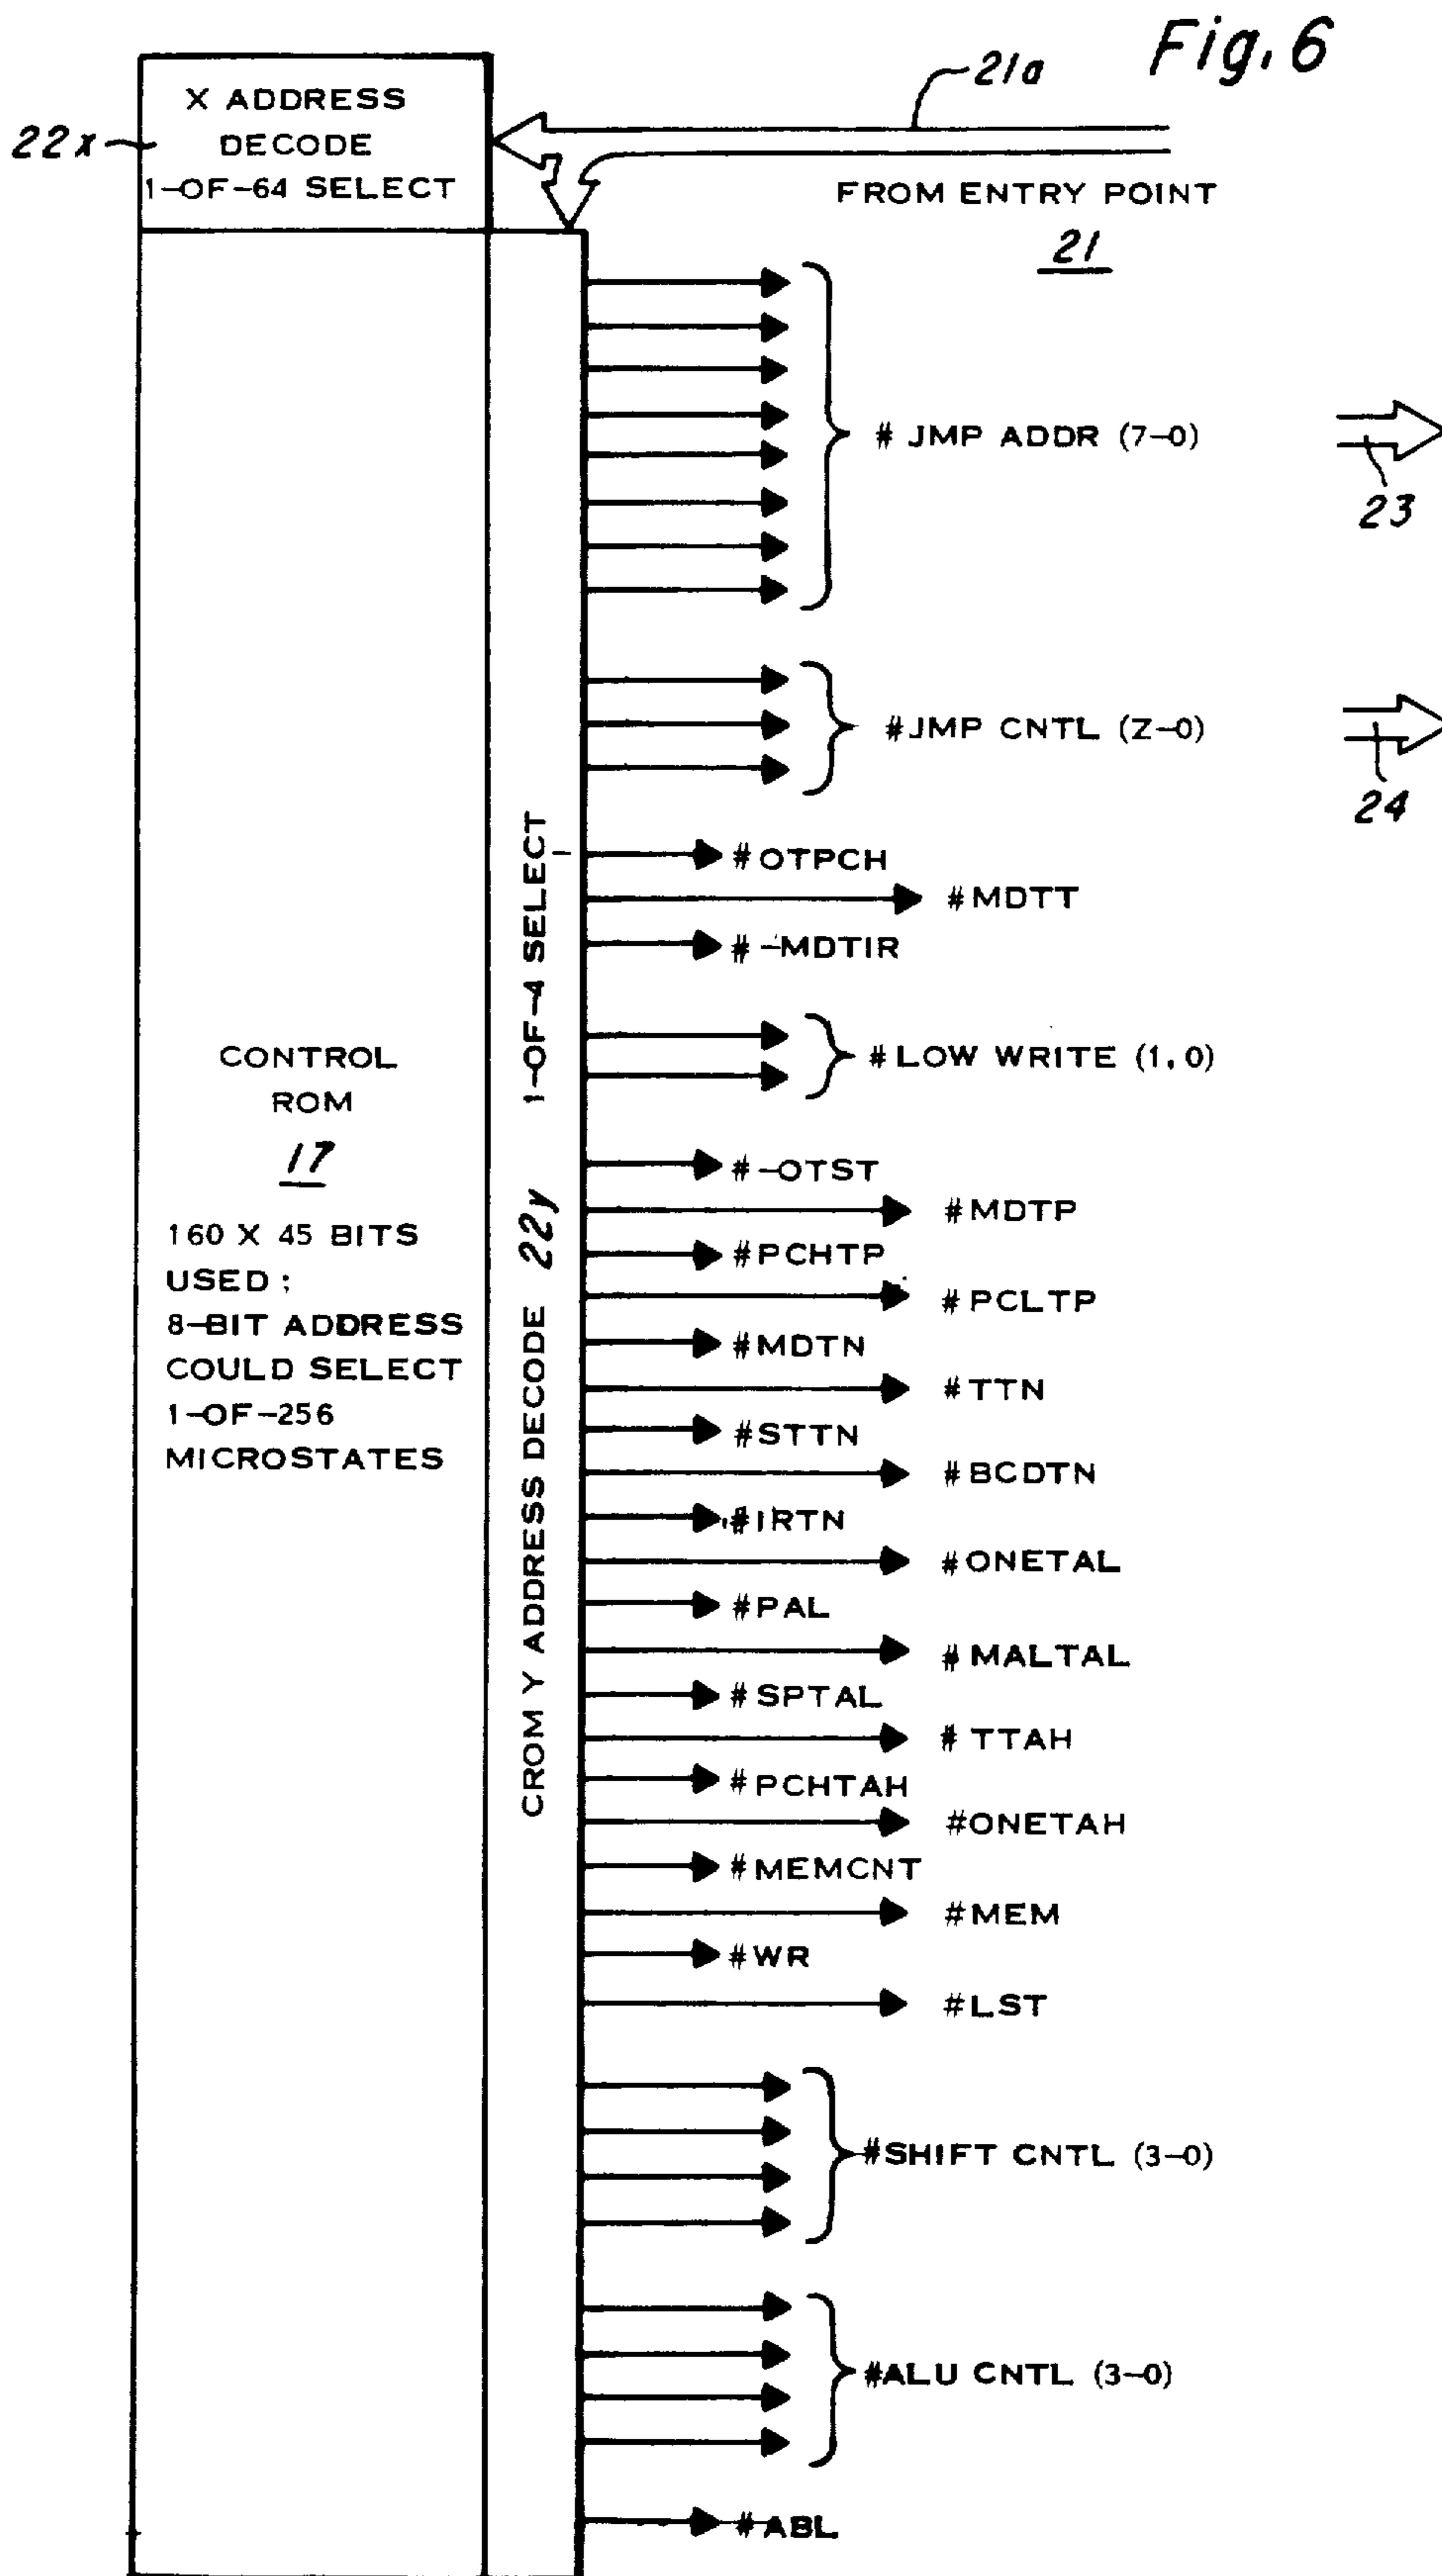 Fig. 6
21a
X ADDRESS
DECODE
1-OF-64 SELECT
22x
FROM ENTRY POINT
21
# JMP ADDR (7-0)
23
#JMP CNTL (Z-0)
24
#OTPCH
#MDTT
#-MDTIR
#LOW WRITE (1,0)
CONTROL
ROM
17
160 X 45 BITS
USED ;
8-BIT ADDRESS
COULD SELECT
1-OF-256
MICROSTATES
CROM Y ADDRESS DECODE 22y 1-OF-4 SELECT
#-OTST
#MDTP
#PCHTP
#PCLTP
#MDTN
#TTN
#STTN
#BCDTN
#IRTN
#ONETAL
#PAL
# MALTAL
#SPTAL
# TTAH
#PCHTAH
#ONETAH
#MEMCNT
#MEM
#WR
#LST
#SHIFT CNTL (3-0)
#ALU CNTL (3-0)
#ABL